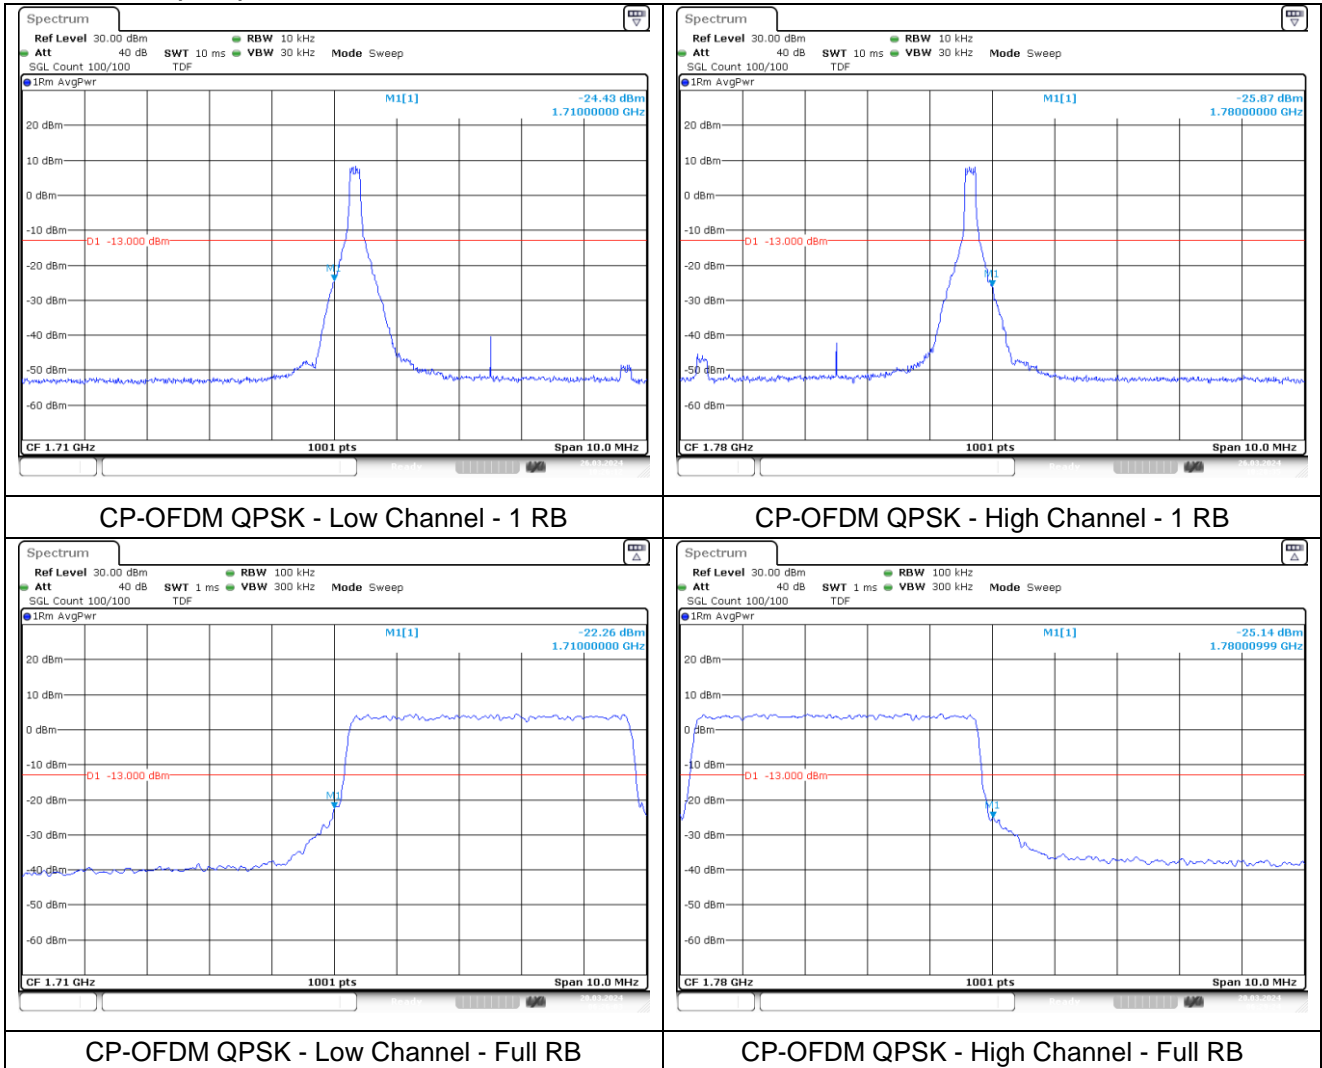 Spectrum
Ref Level 30.00 dBm RBW 10 kHz
Att 40 dB SWT 10 ms VBW 30 kHz Mode Sweep
SGL Count 100/100 TDF
1Rm AvgPwr
M1[1] -24.43 dBm
1.71000000 GHz
20 dBm
10 dBm
0 dBm
-10 dBm
D1 -13.000 dBm
-20 dBm
M1
-30 dBm
-40 dBm
-50 dBm
-60 dBm
CF 1.71 GHz 1001 pts Span 10.0 MHz
Ready
Spectrum
Ref Level 30.00 dBm RBW 10 kHz
Att 40 dB SWT 10 ms VBW 30 kHz Mode Sweep
SGL Count 100/100 TDF
1Rm AvgPwr
M1[1] -25.87 dBm
1.78000000 GHz
20 dBm
10 dBm
0 dBm
-10 dBm
D1 -13.000 dBm
-20 dBm
M1
-30 dBm
-40 dBm
-50 dBm
-60 dBm
CF 1.78 GHz 1001 pts Span 10.0 MHz
Ready
CP-OFDM QPSK - Low Channel - 1 RB
CP-OFDM QPSK - High Channel - 1 RB
Spectrum
Ref Level 30.00 dBm RBW 100 kHz
Att 40 dB SWT 1 ms VBW 300 kHz Mode Sweep
SGL Count 100/100 TDF
1Rm AvgPwr
M1[1] -22.26 dBm
1.71000000 GHz
20 dBm
10 dBm
0 dBm
-10 dBm
D1 -13.000 dBm
-20 dBm
M1
-30 dBm
-40 dBm
-50 dBm
-60 dBm
CF 1.71 GHz 1001 pts Span 10.0 MHz
Ready
Spectrum
Ref Level 30.00 dBm RBW 100 kHz
Att 40 dB SWT 1 ms VBW 300 kHz Mode Sweep
SGL Count 100/100 TDF
1Rm AvgPwr
M1[1] -25.14 dBm
1.78000999 GHz
20 dBm
10 dBm
0 dBm
-10 dBm
D1 -13.000 dBm
-20 dBm
M1
-30 dBm
-40 dBm
-50 dBm
-60 dBm
CF 1.78 GHz 1001 pts Span 10.0 MHz
Ready
CP-OFDM QPSK - Low Channel - Full RB
CP-OFDM QPSK - High Channel - Full RB